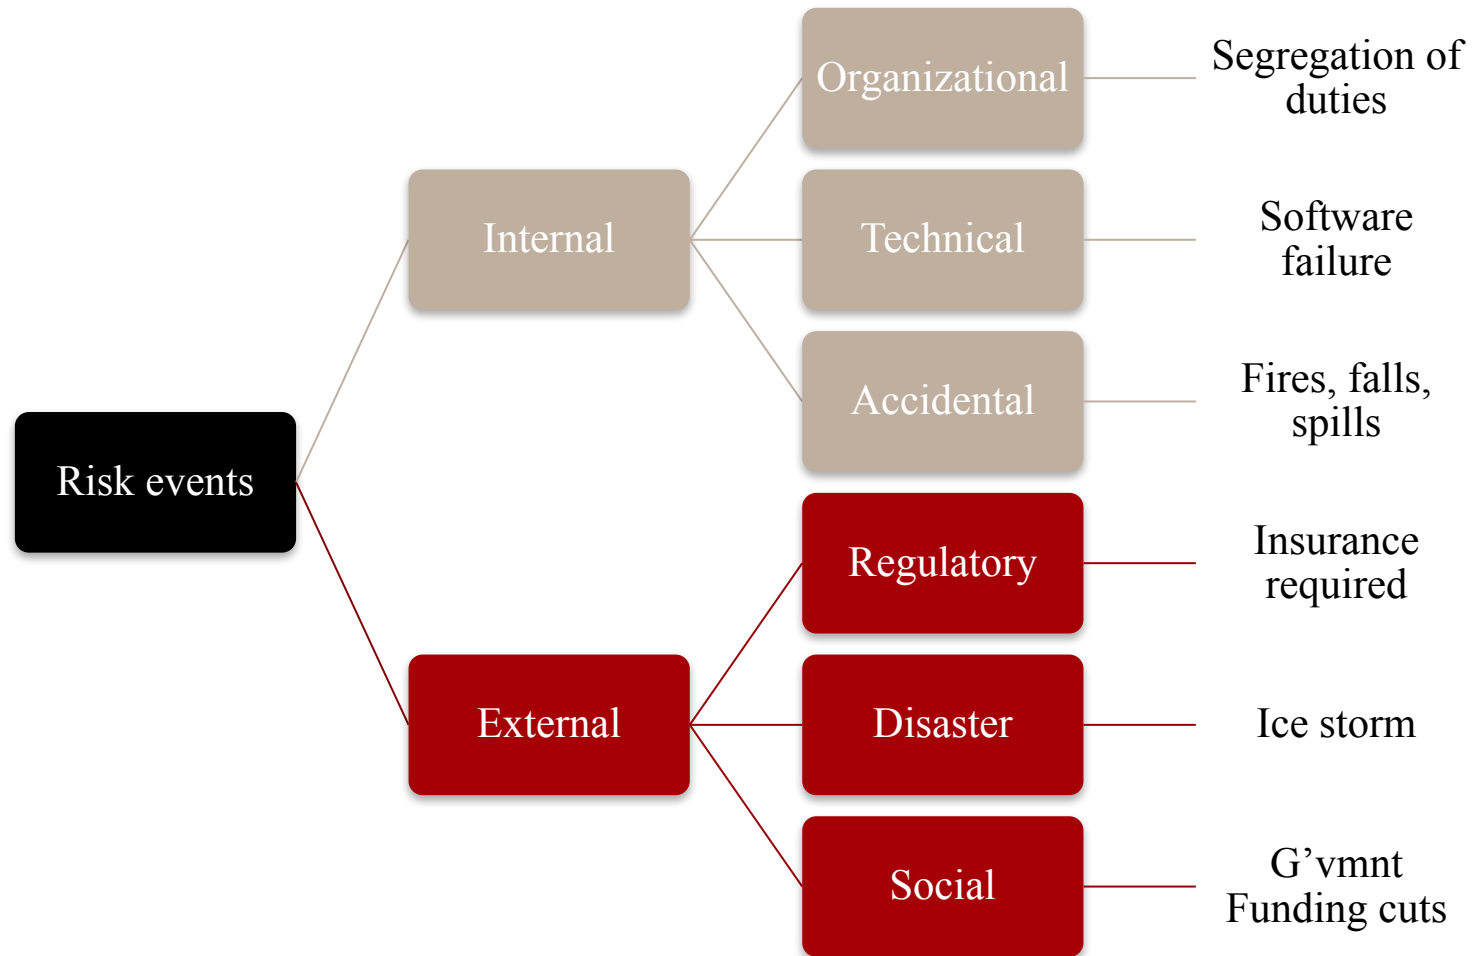 Risk events
Internal
Organizational
Segregation of
duties
Technical
Software
failure
Accidental
Fires, falls,
spills
External
Regulatory
Insurance
required
Disaster
Ice storm
Social
G’vmnt
Funding cuts